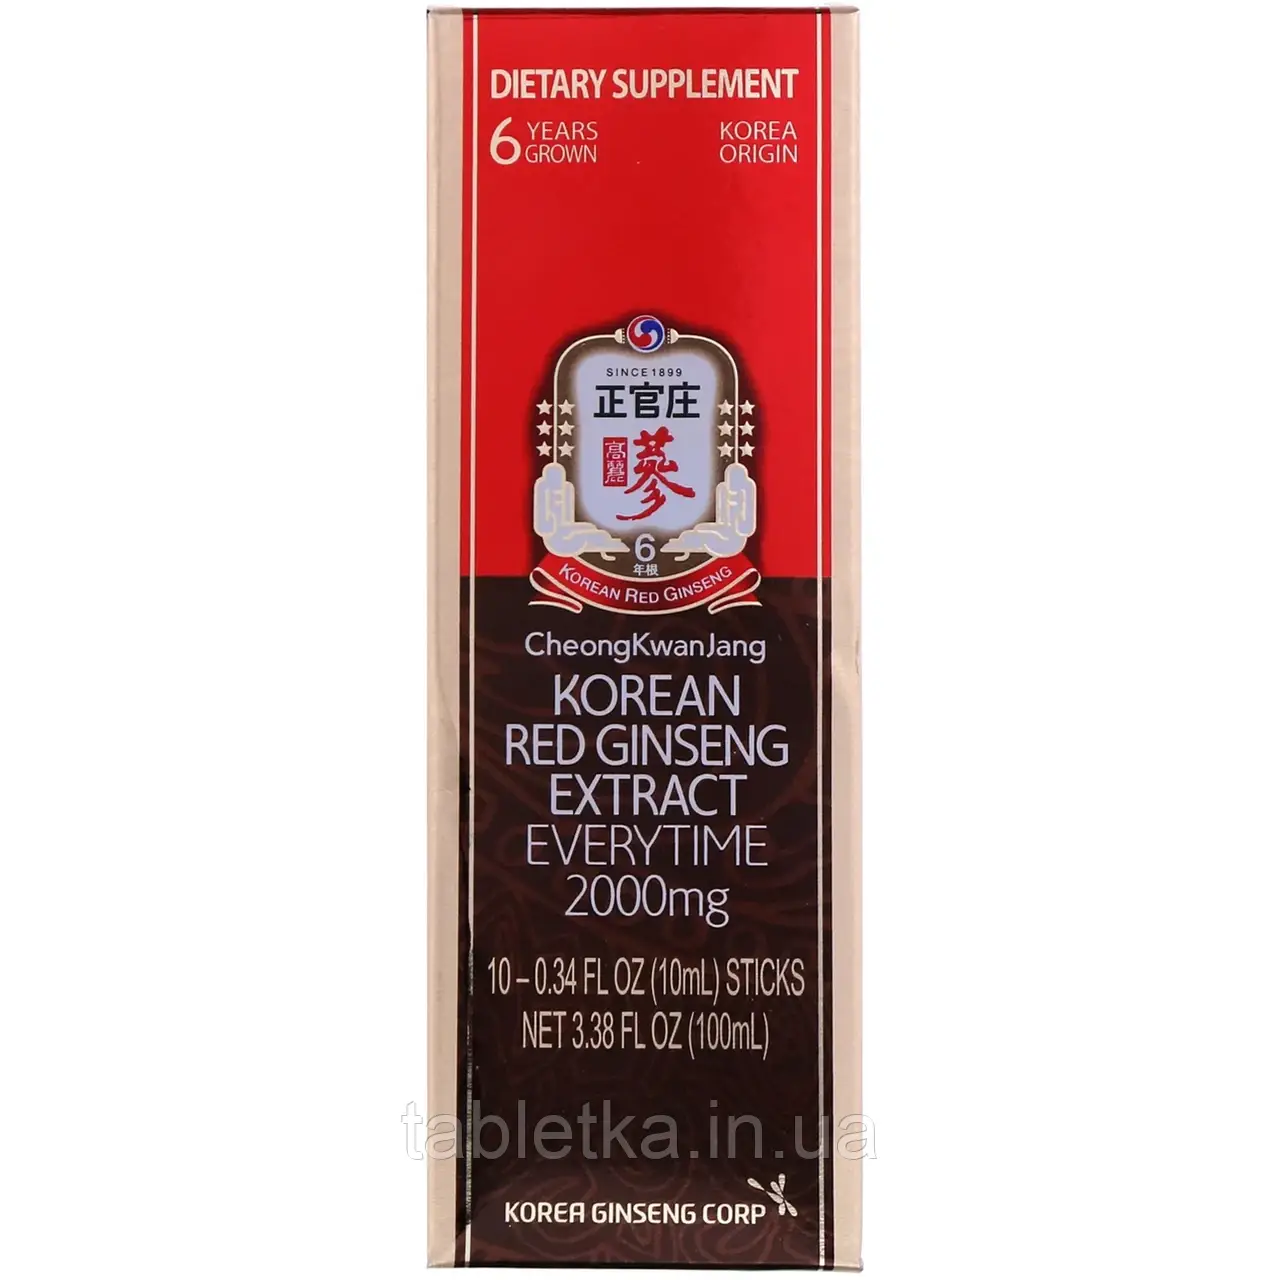 DIETARY SUPPLEMENT
6 YEARS GROWN
KOREA ORIGIN
SINCE 1899
正官庄
高麗
蔘
6
年根
KOREAN RED GINSENG
CheongKwanJang
KOREAN
RED GINSENG
EXTRACT
EVERYTIME
2000mg
10 – 0.34 FL OZ (10mL) STICKS
NET 3.38 FL OZ (100mL)
tabletka.in.ua
KOREA GINSENG CORP